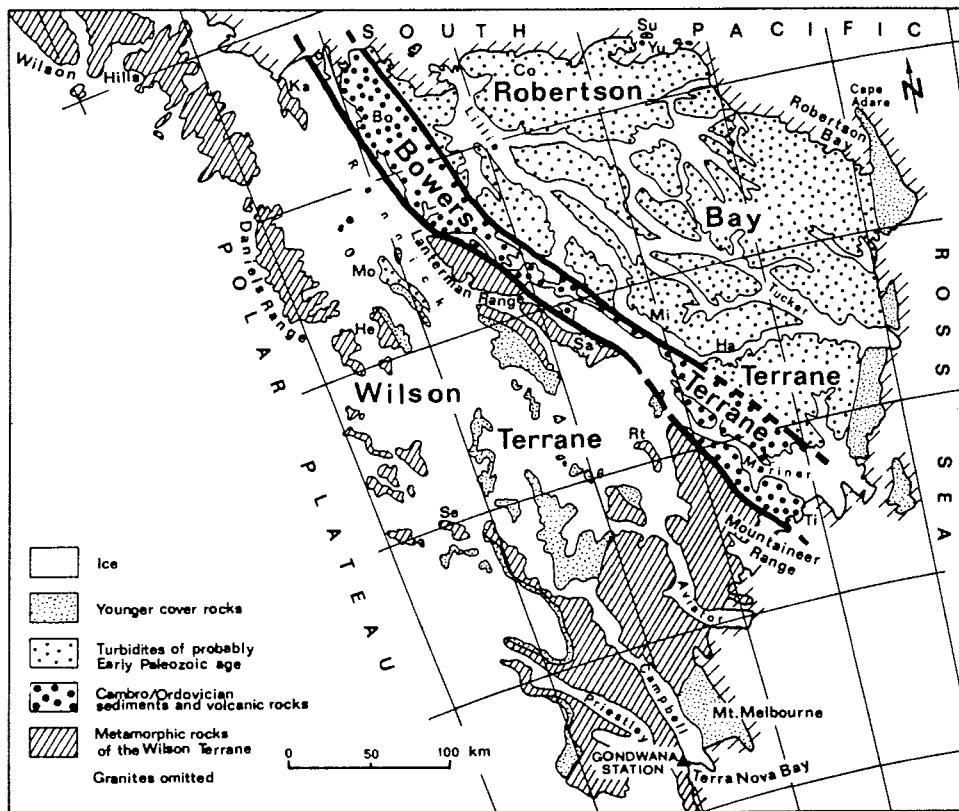 SOUTH PACIFIC
Wilson
Hills
Ka
Su
Yu
Co
Robertson
Cape
Adare
N
Robertson
Bay
Bo
Bowers
Lillie
Rennick
Bay
ROSS SEA
Daniels Range
POLAR PLATEAU
Mo
Lanterman Range
Tucker
Mi
He
Sa
Ha
Wilson
Terrane
Terrane
Terrane
Rt
Mariner
Se
Ti
Mountaineer
Range
Aviator
Ice
Younger cover rocks
Turbidites of probably
Early Paleozoic age
Cambro/Ordovician
sediments and volcanic rocks
Metamorphic rocks
of the Wilson Terrane
Granites omitted
0 50 100 km
Priestley
Campbell
Mt. Melbourne
GONDWANA
STATION
Terra Nova Bay